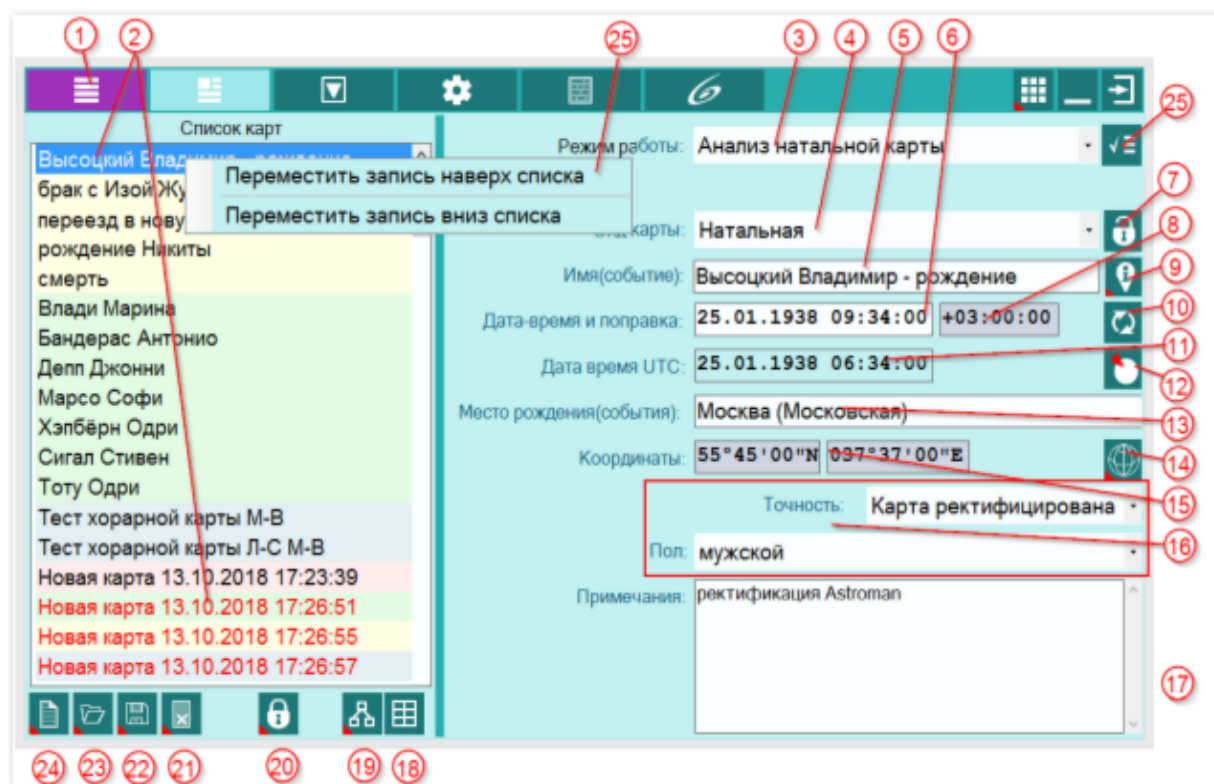 1 2 25 3 4 5 6
Список карт
Высоцкий Владимир - рождение
брак с Изой Жу
переезд в нову
рождение Никиты
смерть
Влади Марина
Бандерас Антонио
Депп Джонни
Марсо Софи
Хэпбёрн Одри
Сигал Стивен
Тоту Одри
Тест хорарной карты М-В
Тест хорарной карты Л-С М-В
Новая карта 13.10.2018 17:23:39
Новая карта 13.10.2018 17:26:51
Новая карта 13.10.2018 17:26:55
Новая карта 13.10.2018 17:26:57
Переместить запись наверх списка
Переместить запись вниз списка
Режим работы: Анализ натальной карты 25
карты: Натальная 7
8
Имя(событие): Высоцкий Владимир - рождение 9
Дата-время и поправка: 25.01.1938 09:34:00 +03:00:00 10
Дата время UTC: 25.01.1938 06:34:00 11
12
Место рождения(события): Москва (Московская) 13
Координаты: 55°45'00"N 037°37'00"E 14
Точность: Карта ректифицирована 15
Пол: мужской 16
Примечания: ректификация Astroman
17
24 23 22 21 20 19 18